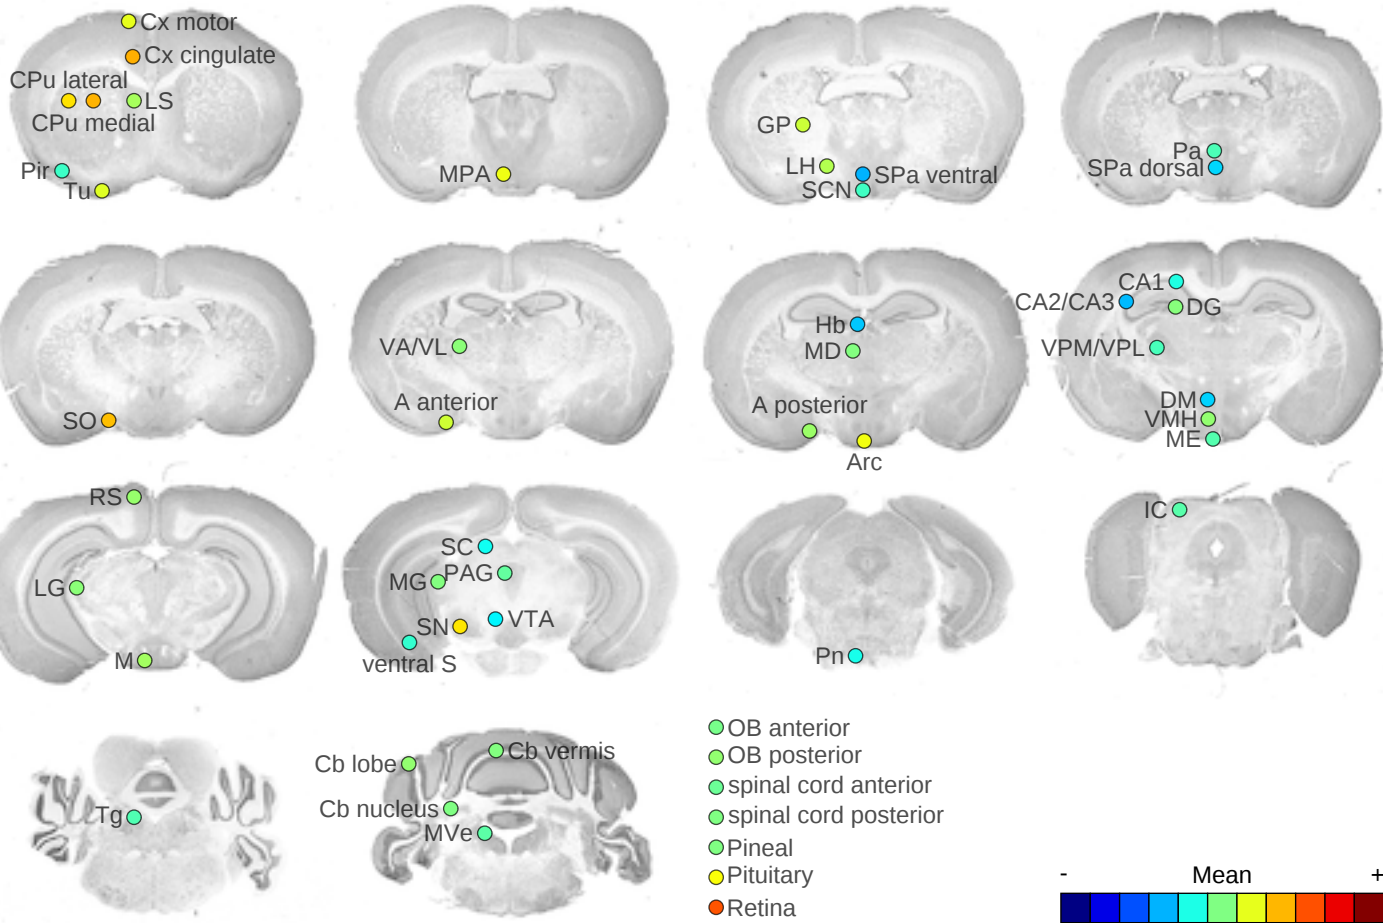 Cx motor
Cx cingulate
CPu lateral
LS
CPu medial
Pir
Tu
MPA
GP
LH
SPa ventral
SCN
Pa
SPa dorsal
SO
VA/VL
A anterior
Hb
MD
A posterior
Arc
CA1
CA2/CA3
DG
VPM/VPL
DM
VMH
ME
RS
LG
M
SC
PAG
MG
SN
VTA
ventral S
Pn
IC
Tg
Cb vermis
Cb lobe
Cb nucleus
MVe
OB anterior
OB posterior
spinal cord anterior
spinal cord posterior
Pineal
Pituitary
Retina
- Mean +